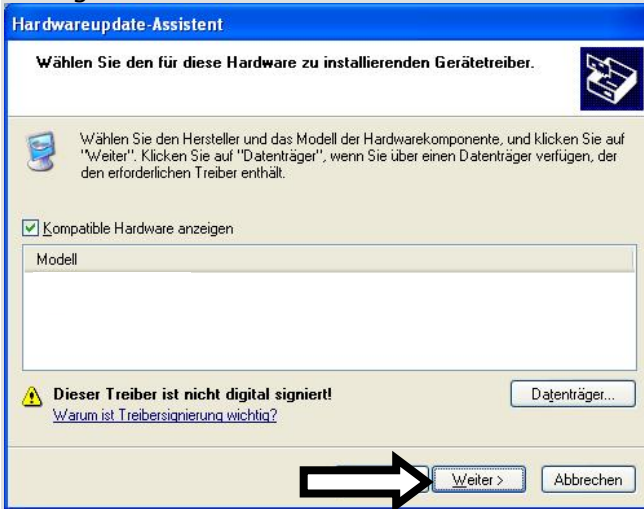 Hardwareupdate-Assistent
Wählen Sie den für diese Hardware zu installierenden Gerätetreiber.
Wählen Sie den Hersteller und das Modell der Hardwarekomponente, und klicken Sie auf
"Weiter". Klicken Sie auf "Datenträger", wenn Sie über einen Datenträger verfügen, der
den erforderlichen Treiber enthält.
Kompatible Hardware anzeigen
Modell
Dieser Treiber ist nicht digital signiert!
Datenträger...
Warum ist Treibersignierung wichtig?
Weiter >
Abbrechen